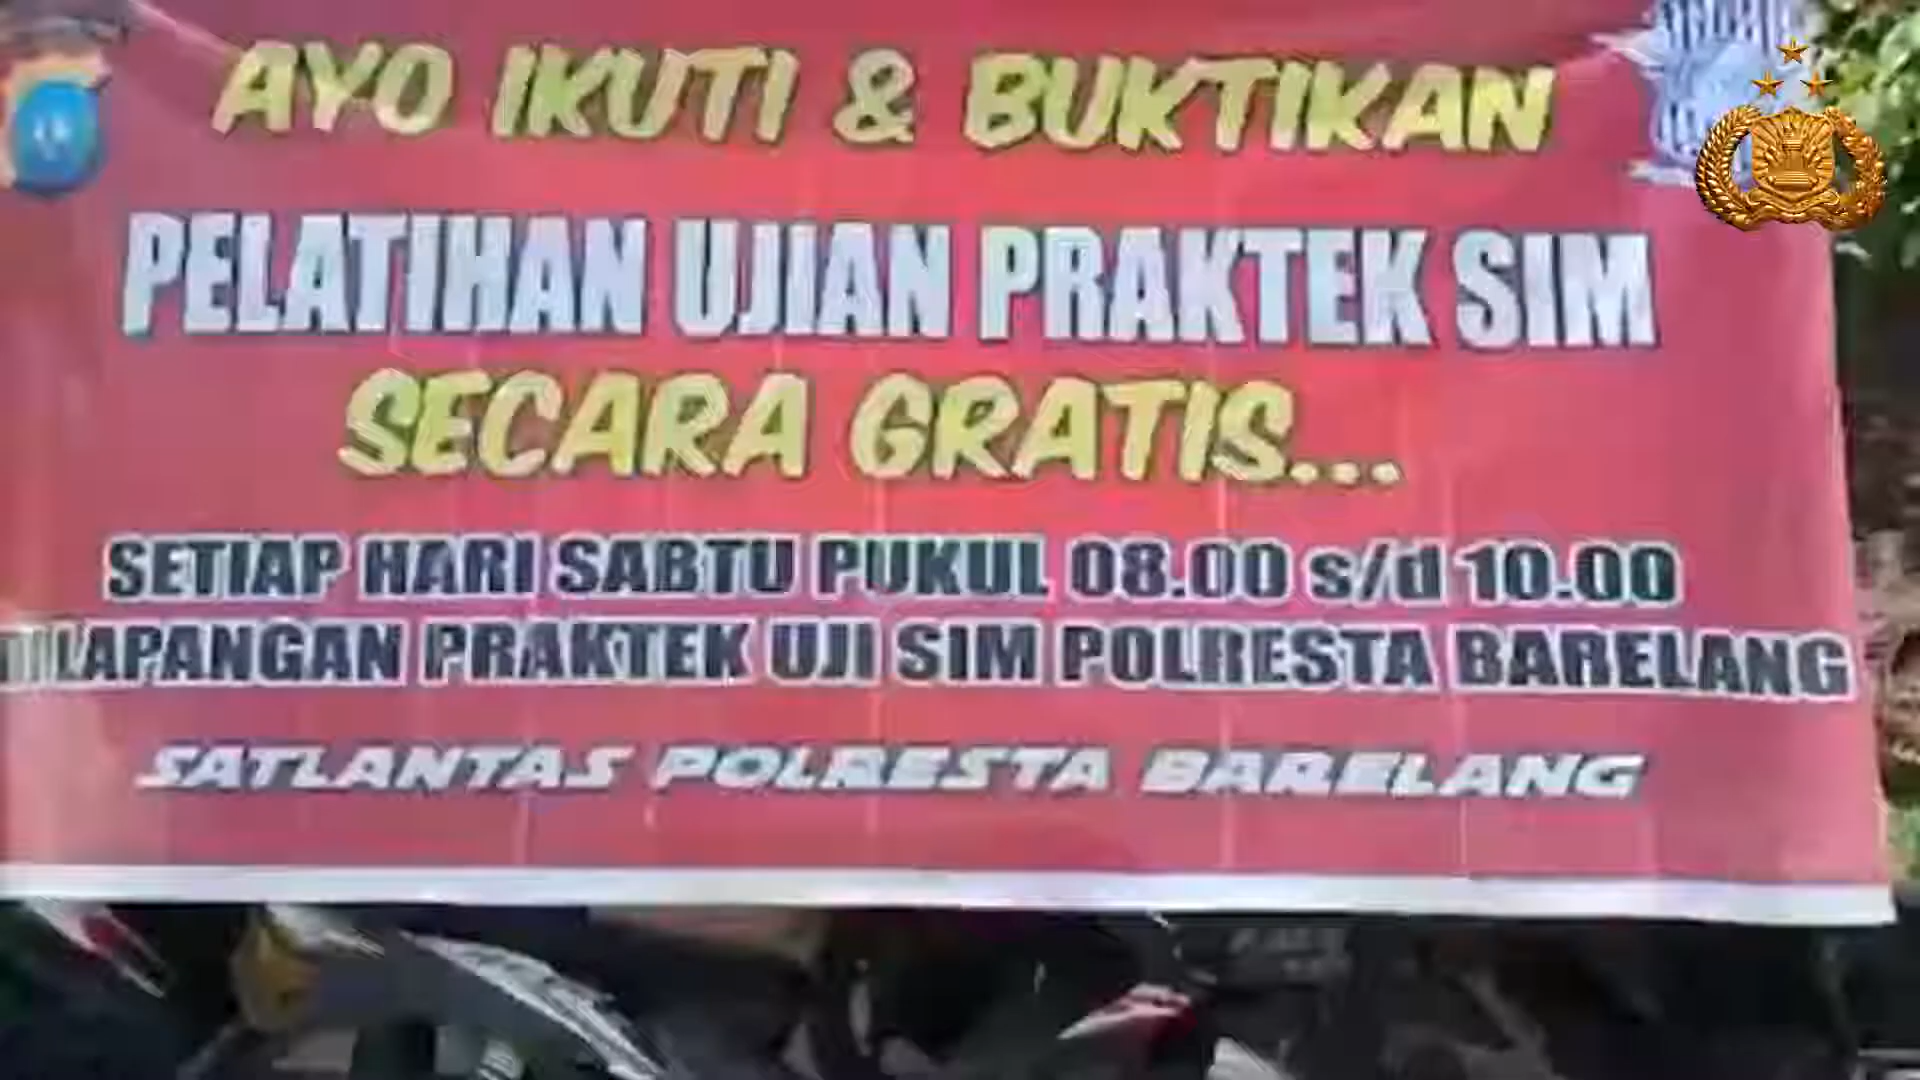 AYO IKUTI & BUKTIKAN
PELATIHAN UJIAN PRAKTEK SIM
SECARA GRATIS...
SETIAP HARI SABTU PUKUL 08.00 s/d 10.00
DI LAPANGAN PRAKTEK UJI SIM POLRESTA BARELANG
SATLANTAS POLRESTA BARELANG